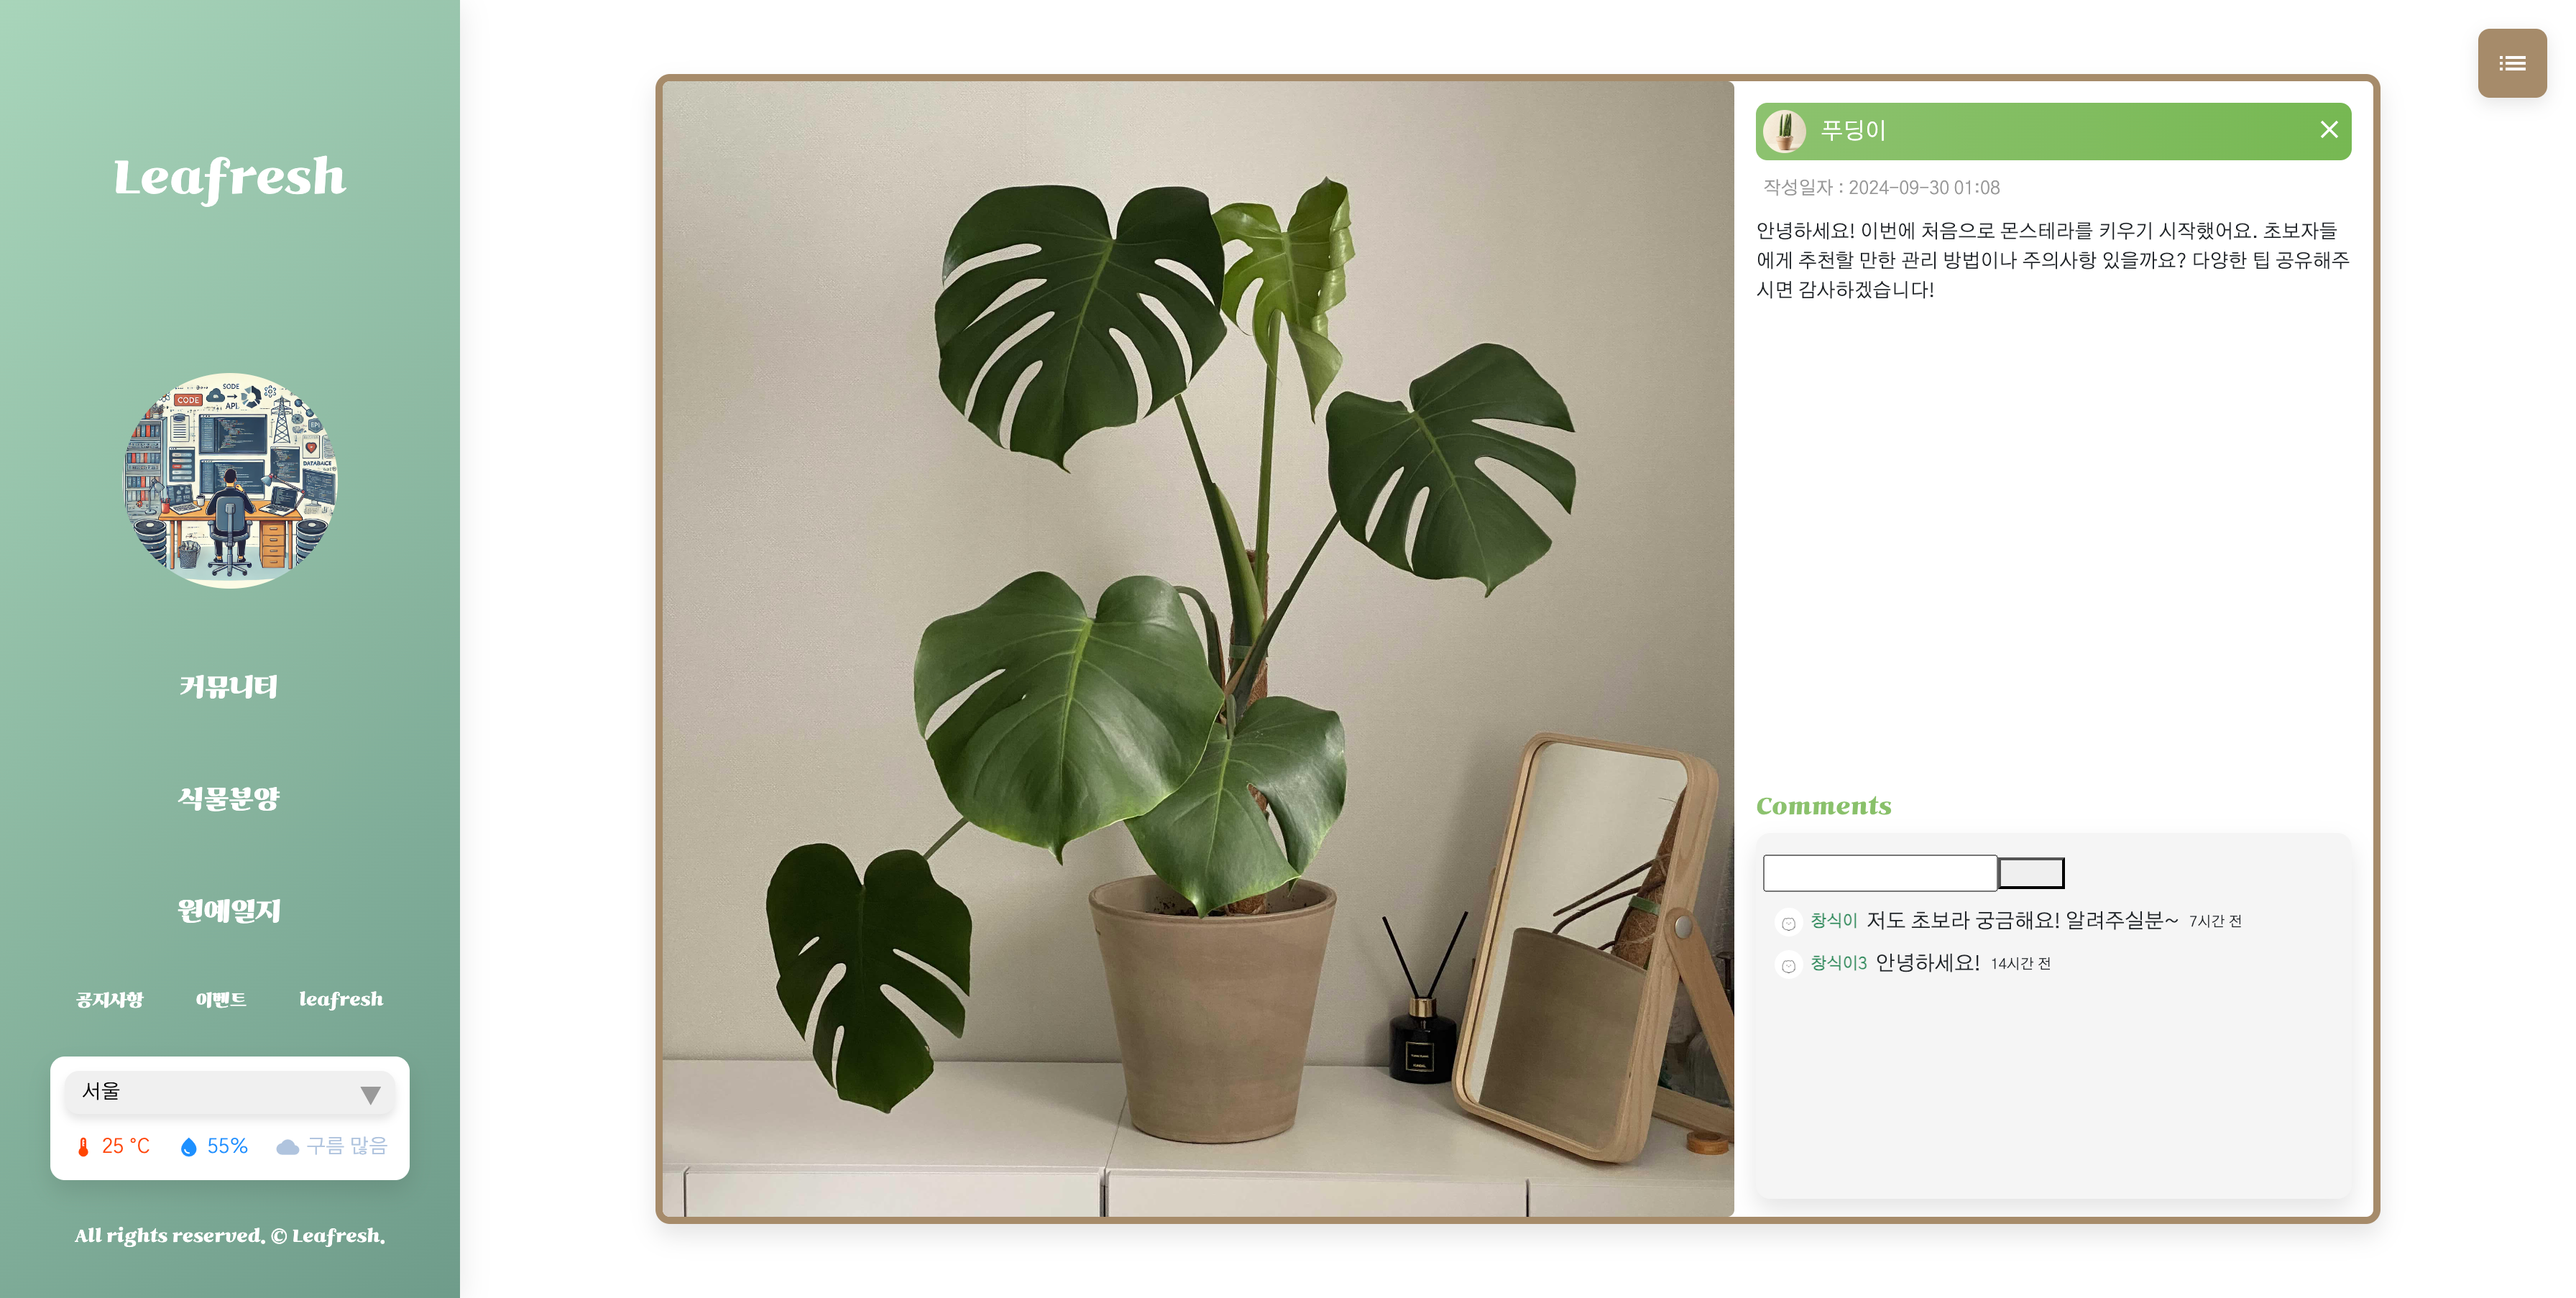 Leafresh
SODE
CODE
API
커뮤니티
식물분양
원예일지
공지사항 이벤트 leafresh
서울
25 °C 55% 구름 많음
All rights reserved. © Leafresh.
푸딩이
작성일자 : 2024-09-30 01:08
안녕하세요! 이번에 처음으로 몬스테라를 키우기 시작했어요. 초보자들
에게 추천할 만한 관리 방법이나 주의사항 있을까요? 다양한 팁 공유해주
시면 감사하겠습니다!
Comments
창식이 저도 초보라 궁금해요! 알려주실분~ 7시간 전
창식이3 안녕하세요! 14시간 전